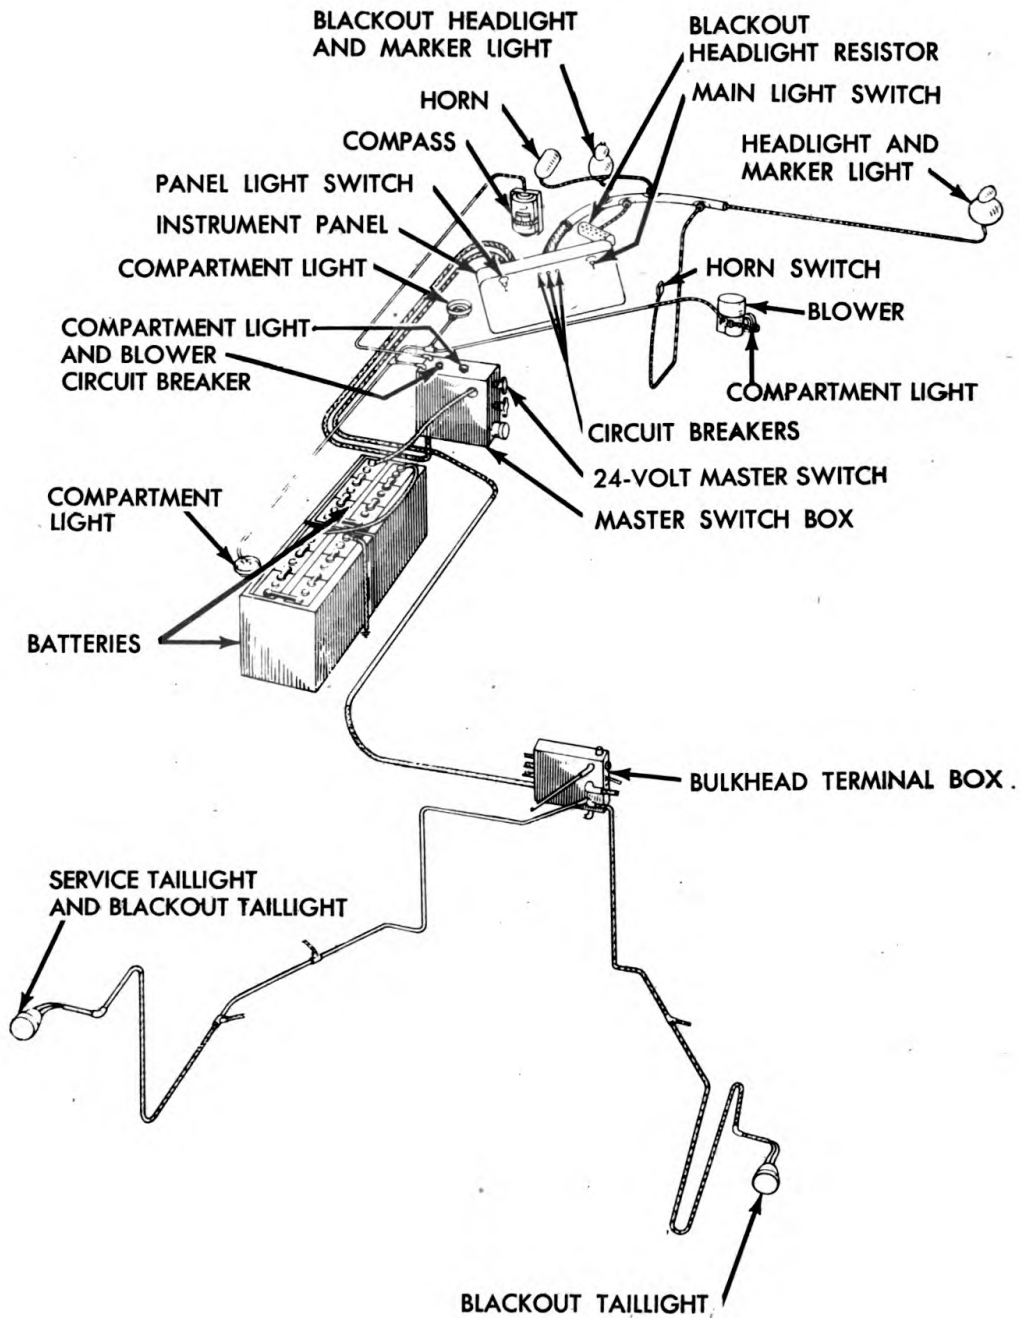 BLACKOUT HEADLIGHT
AND MARKER LIGHT
BLACKOUT
HEADLIGHT RESISTOR
HORN
MAIN LIGHT SWITCH
COMPASS
HEADLIGHT AND
MARKER LIGHT
PANEL LIGHT SWITCH
INSTRUMENT PANEL
COMPARTMENT LIGHT
HORN SWITCH
BLOWER
COMPARTMENT LIGHT
AND BLOWER
CIRCUIT BREAKER
COMPARTMENT LIGHT
CIRCUIT BREAKERS
24-VOLT MASTER SWITCH
COMPARTMENT
LIGHT
MASTER SWITCH BOX
BATTERIES
BULKHEAD TERMINAL BOX .
SERVICE TAILLIGHT
AND BLACKOUT TAILLIGHT
BLACKOUT TAILLIGHT